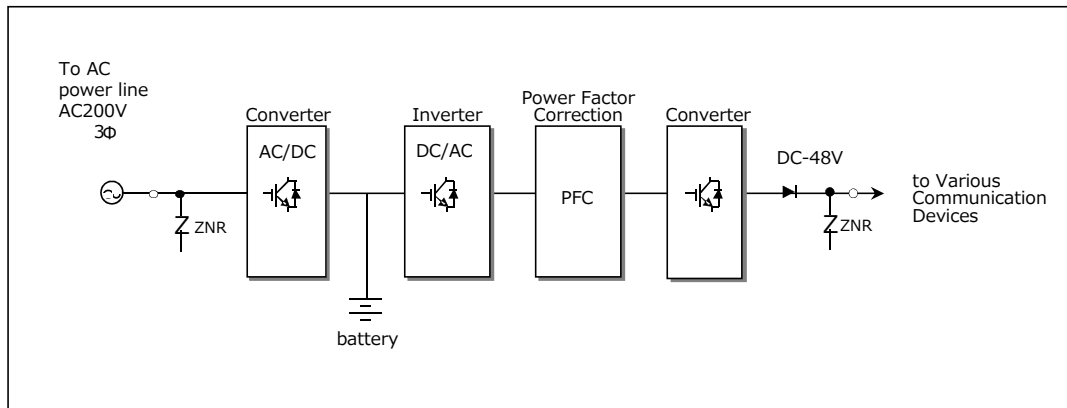 To AC
power line
AC200V
3Φ
Converter
AC/DC
Inverter
DC/AC
Power Factor
Correction
PFC
Converter
DC-48V
to Various
Communication
Devices
ZNR
ZNR
battery